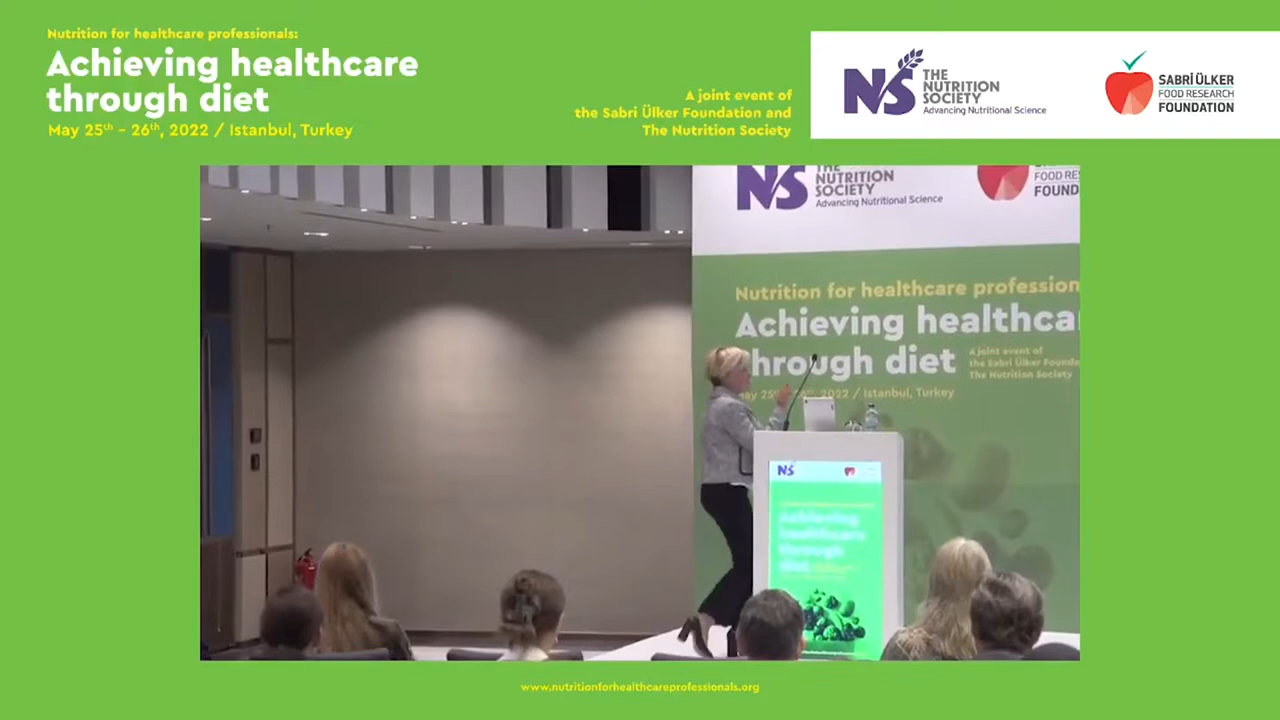 Nutrition for healthcare professionals:
Achieving healthcare
through diet
May 25th - 26th, 2022 / Istanbul, Turkey
A joint event of
the Sabri Ülker Foundation and
The Nutrition Society
NS THE
NUTRITION
SOCIETY
Advancing Nutritional Science
SABRİ ÜLKER
FOOD RESEARCH
FOUNDATION
NS THE
NUTRITION
SOCIETY
Advancing Nutritional Science
FOOD RES
FOUND
Nutrition for healthcare profession
Achieving healthca
through diet
A joint event of
the Sabri Ülker Founda
The Nutrition Society
2022 / Istanbul, Turkey
NS
Achieving
healthcare
through
diet
www.nutritionforhealthcareprofessionals.org